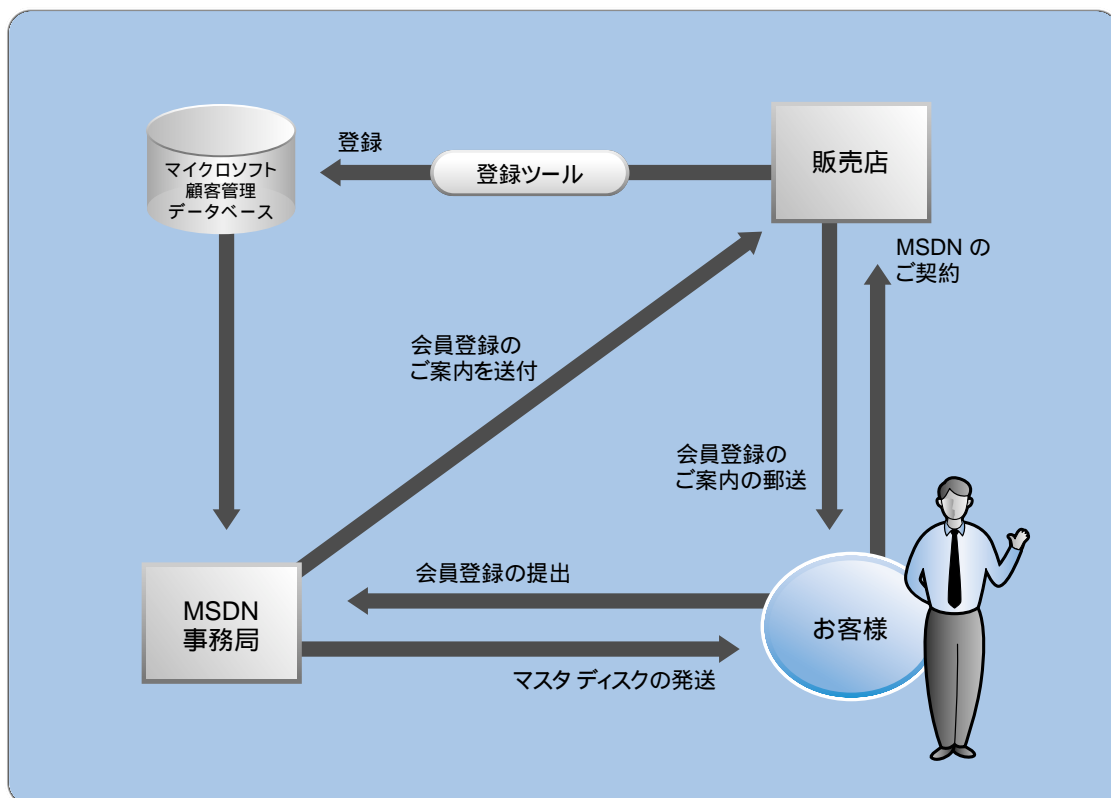 登録
登録ツール
販売店
マイクロソフト
顧客管理
データベース
MSDN の
ご契約
会員登録の
ご案内を送付
会員登録の
ご案内の郵送
会員登録の提出
MSDN
事務局
お客様
マスタ ディスクの発送